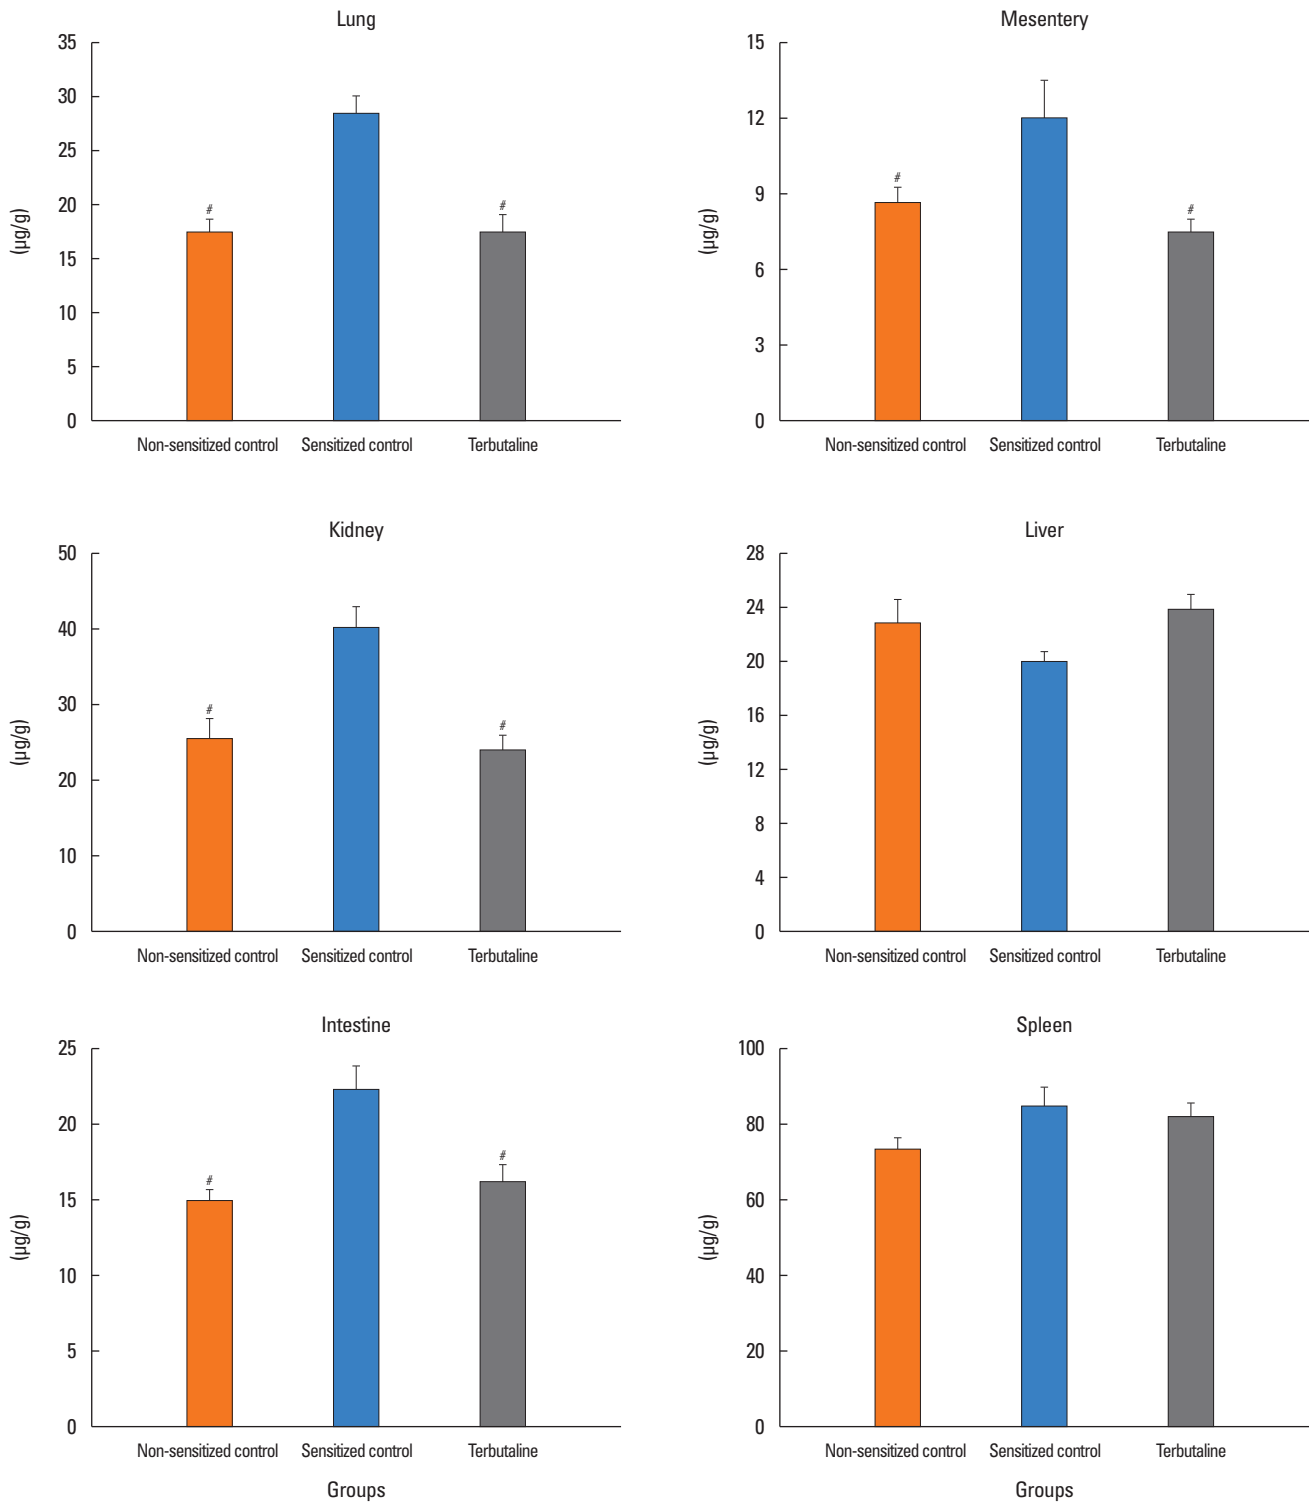 Lung
35
30
25
20
15
10
5
0
(µg/g)
#
#
Non-sensitized control Sensitized control Terbutaline
Mesentery
15
12
9
6
3
0
(µg/g)
#
#
Non-sensitized control Sensitized control Terbutaline
Kidney
50
40
30
20
10
0
(µg/g)
#
#
Non-sensitized control Sensitized control Terbutaline
Liver
28
24
20
16
12
8
4
0
(µg/g)
Non-sensitized control Sensitized control Terbutaline
Intestine
25
20
15
10
5
0
(µg/g)
#
#
Non-sensitized control Sensitized control Terbutaline
Groups
Spleen
100
80
60
40
20
0
(µg/g)
Non-sensitized control Sensitized control Terbutaline
Groups